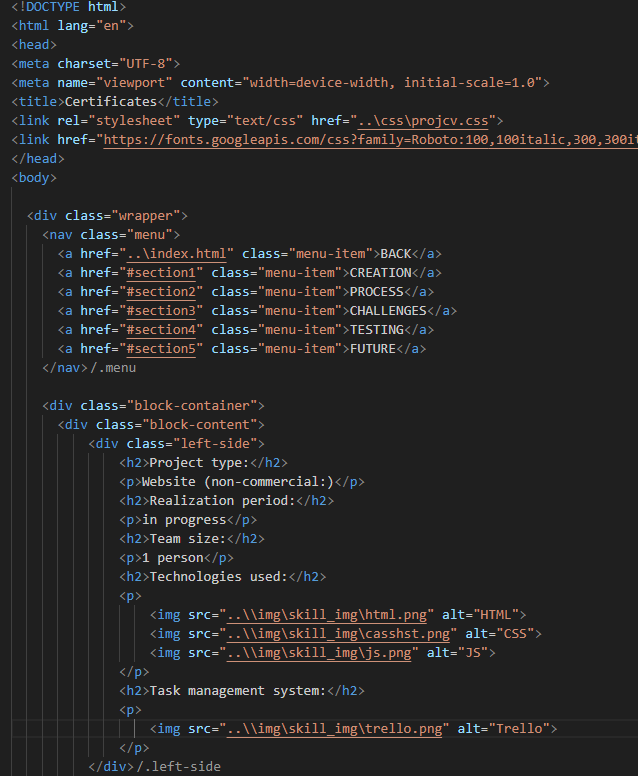 <!DOCTYPE html>
<html lang="en">
<head>
<meta charset="UTF-8">
<meta name="viewport" content="width=device-width, initial-scale=1.0">
<title>Certificates</title>
<link rel="stylesheet" type="text/css" href="..\css\projcv.css">
<link href="https://fonts.googleapis.com/css?family=Roboto:100,100italic,300,300it
</head>
<body>
<div class="wrapper">
<nav class="menu">
<a href="..\index.html" class="menu-item">BACK</a>
<a href="#section1" class="menu-item">CREATION</a>
<a href="#section2" class="menu-item">PROCESS</a>
<a href="#section3" class="menu-item">CHALLENGES</a>
<a href="#section4" class="menu-item">TESTING</a>
<a href="#section5" class="menu-item">FUTURE</a>
</nav>/.menu
<div class="block-container">
<div class="block-content">
<div class="left-side">
<h2>Project type:</h2>
<p>Website (non-commercial:)</p>
<h2>Realization period:</h2>
<p>in progress</p>
<h2>Team size:</h2>
<p>1 person</p>
<h2>Technologies used:</h2>
<p>
<img src="..\\img\skill_img\html.png" alt="HTML">
<img src="..\\img\skill_img\casshst.png" alt="CSS">
<img src="..\\img\skill_img\js.png" alt="JS">
</p>
<h2>Task management system:</h2>
<p>
<img src="..\\img\skill_img\trello.png" alt="Trello">
</p>
</div>/.left-side